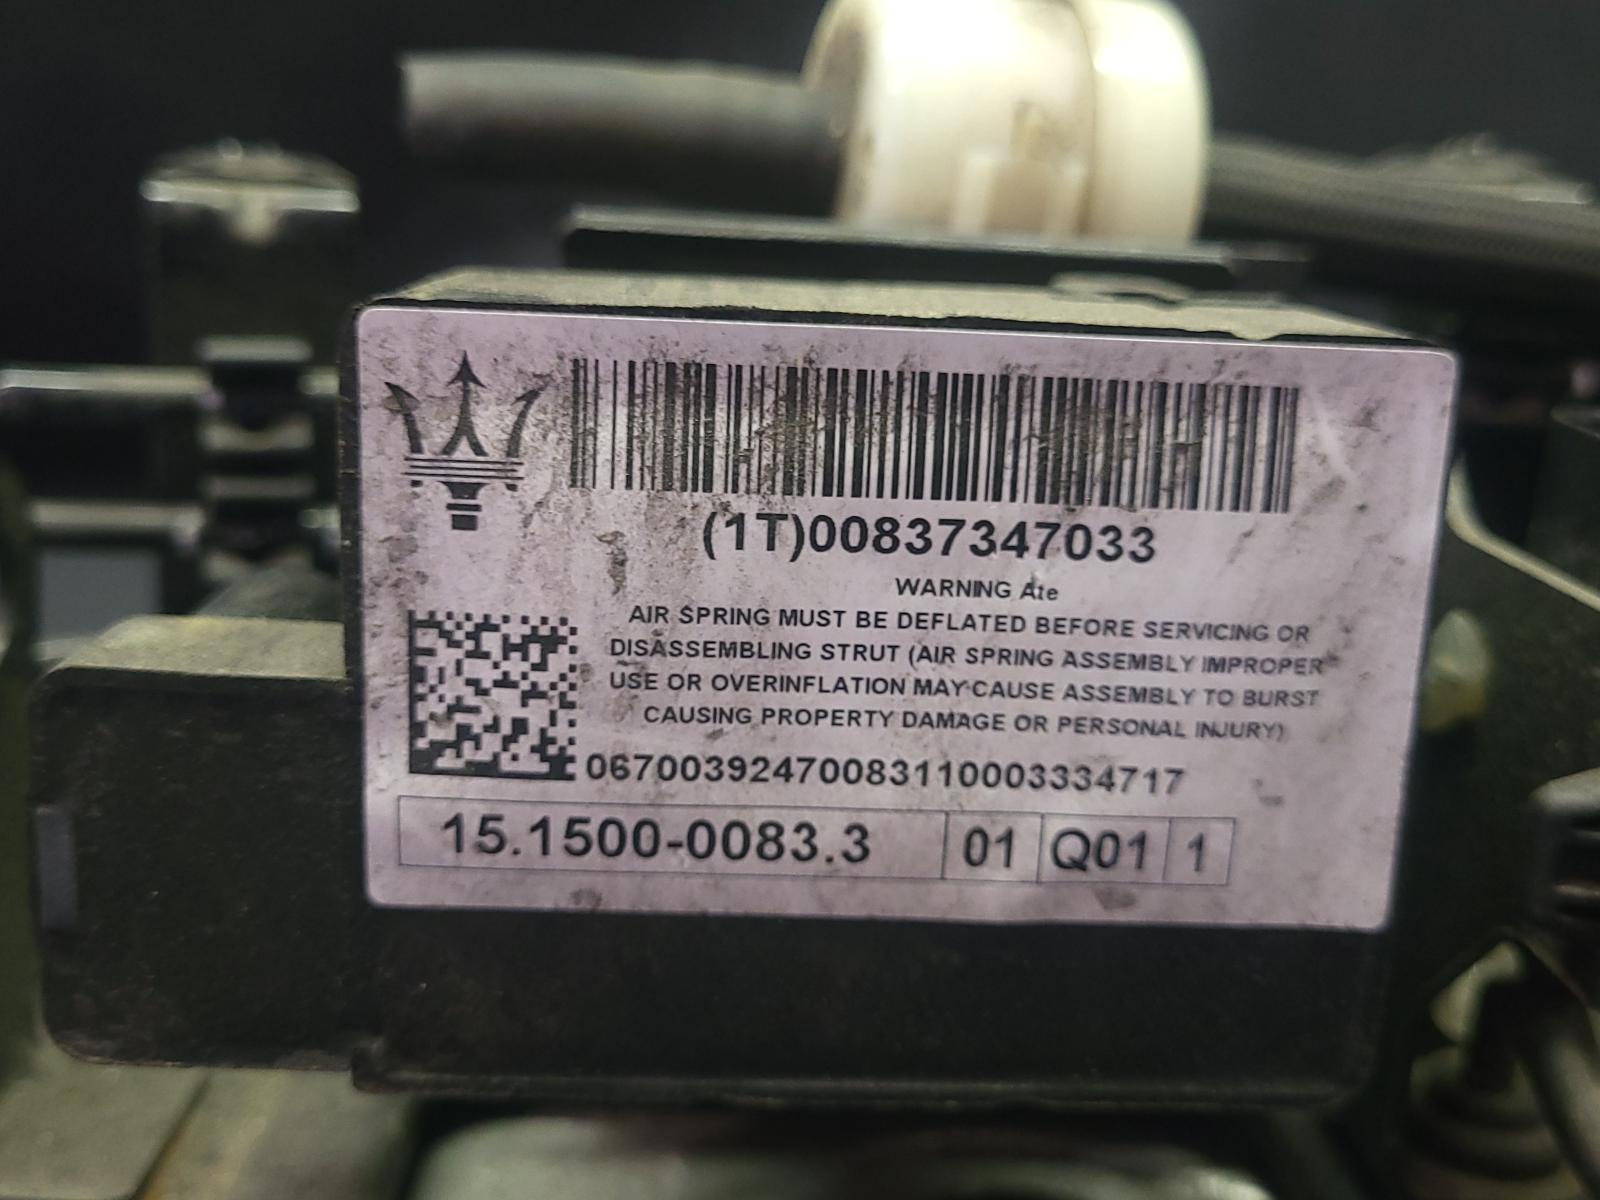 (1T)00837347033
WARNING Ate
AIR SPRING MUST BE DEFLATED BEFORE SERVICING OR
DISASSEMBLING STRUT (AIR SPRING ASSEMBLY IMPROPER
USE OR OVERINFLATION MAY CAUSE ASSEMBLY TO BURST
CAUSING PROPERTY DAMAGE OR PERSONAL INJURY)
06700392470083110003334717
15.1500-0083.3 01 Q01 1